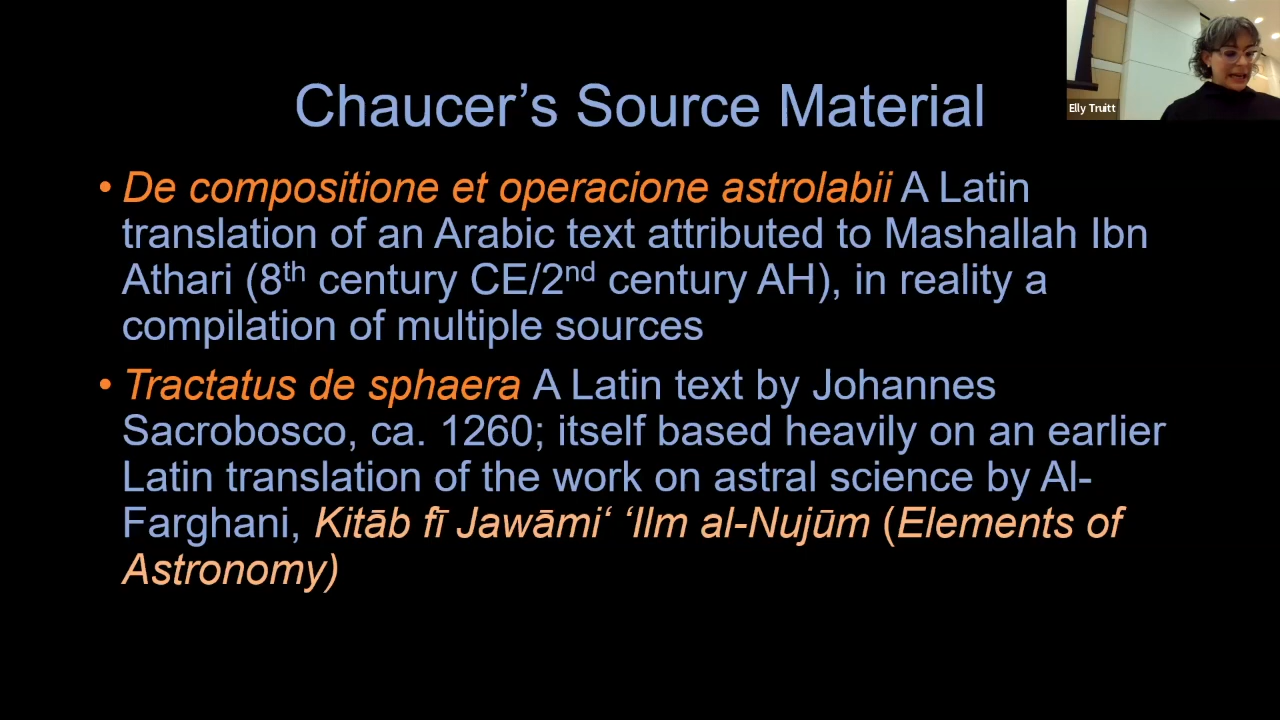 Chaucer’s Source Material
Elly Truitt
• De compositione et operacione astrolabii A Latin
translation of an Arabic text attributed to Mashallah Ibn
Athari (8th century CE/2nd century AH), in reality a
compilation of multiple sources
• Tractatus de sphaera A Latin text by Johannes
Sacrobosco, ca. 1260; itself based heavily on an earlier
Latin translation of the work on astral science by Al-
Farghani, Kitāb fī Jawāmi‘ ‘Ilm al-Nujūm (Elements of
Astronomy)